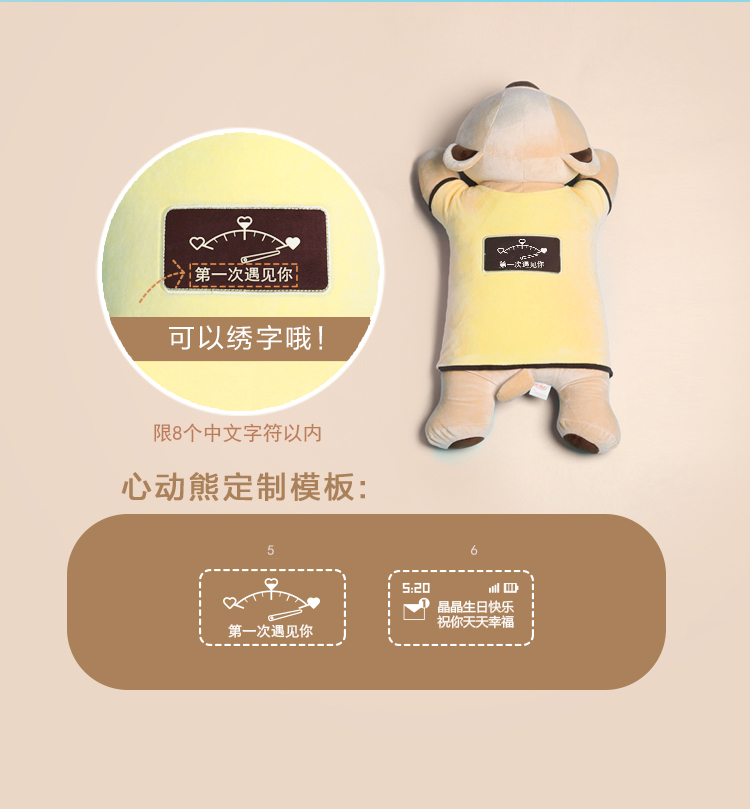 第一次遇见你
可以绣字哦!
限8个中文字符以内
第一次遇见你
心动熊定制模板:
5
第一次遇见你
6
5:20
1
晶晶生日快乐
祝你天天幸福